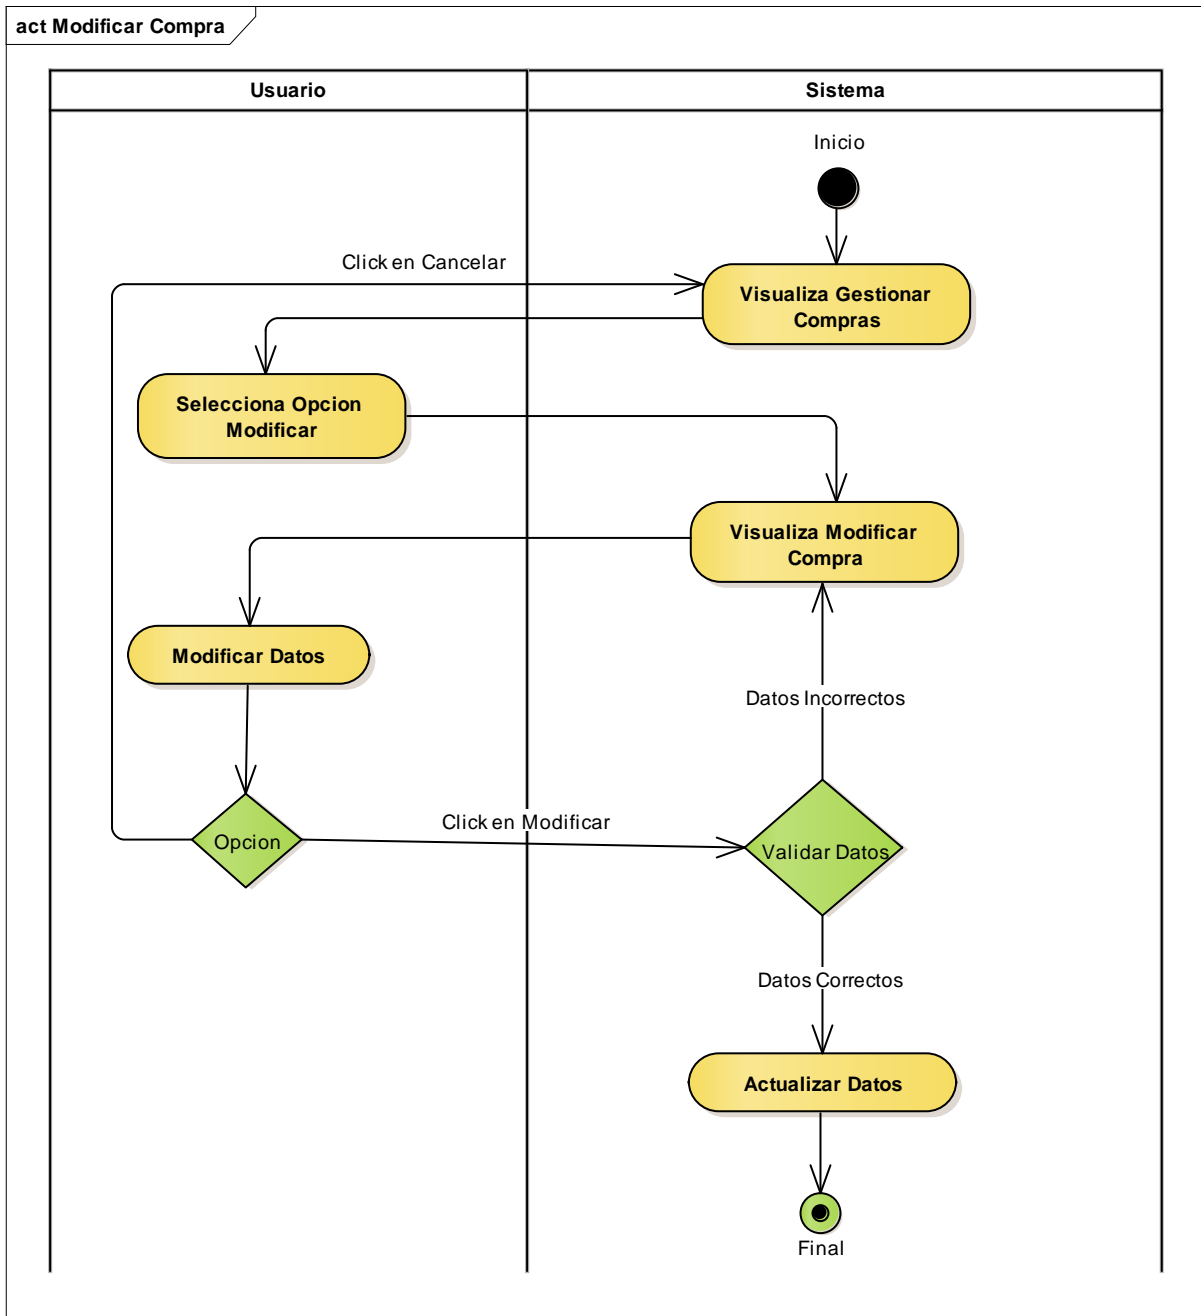 act Modificar Compra
Usuario
Sistema
Inicio
Click en Cancelar
Visualiza Gestionar
Compras
Selecciona Opcion
Modificar
Visualiza Modificar
Compra
Modificar Datos
Datos Incorrectos
Opcion
Click en Modificar
Validar Datos
Datos Correctos
Actualizar Datos
Final